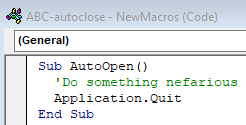 ABC-autoclose - NewMacros (Code)
(General)
Sub AutoOpen()
'Do something nefarious
Application.Quit
End Sub